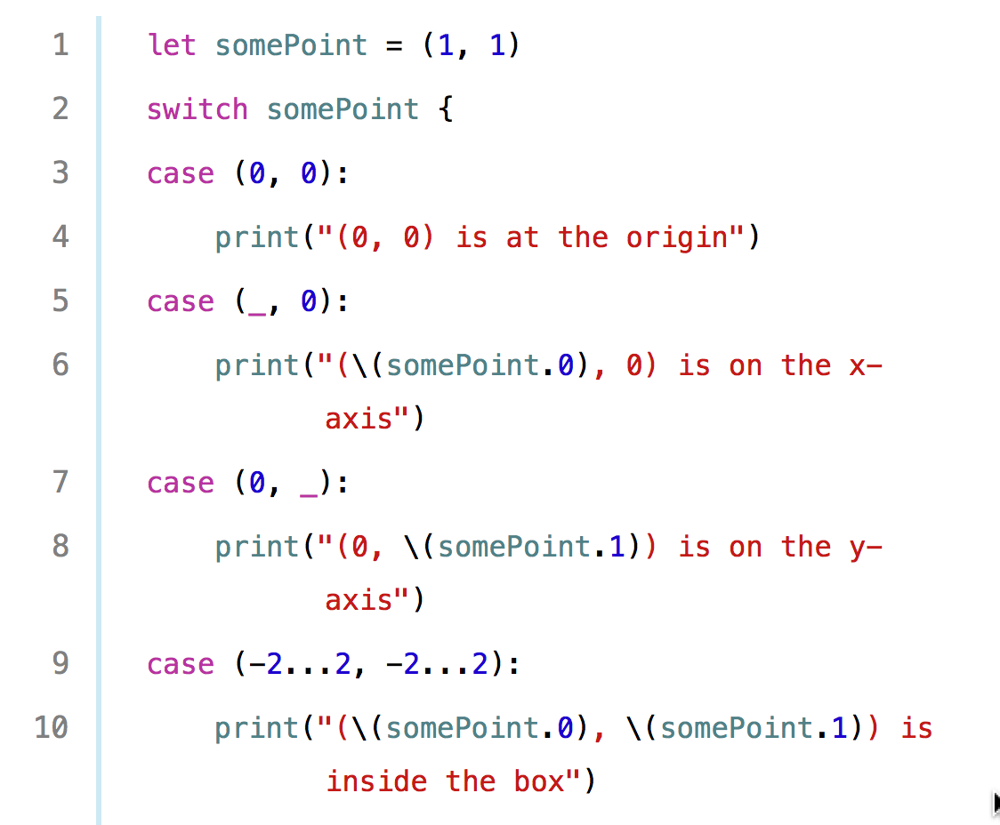 1 let somePoint = (1, 1)
2 switch somePoint {
3 case (0, 0):
4     print("(0, 0) is at the origin")
5 case (_, 0):
6     print("(\(somePoint.0), 0) is on the x-
axis")
7 case (0, _):
8     print("(0, \(somePoint.1)) is on the y-
axis")
9 case (-2...2, -2...2):
10     print("(\(somePoint.0), \(somePoint.1)) is
inside the box")